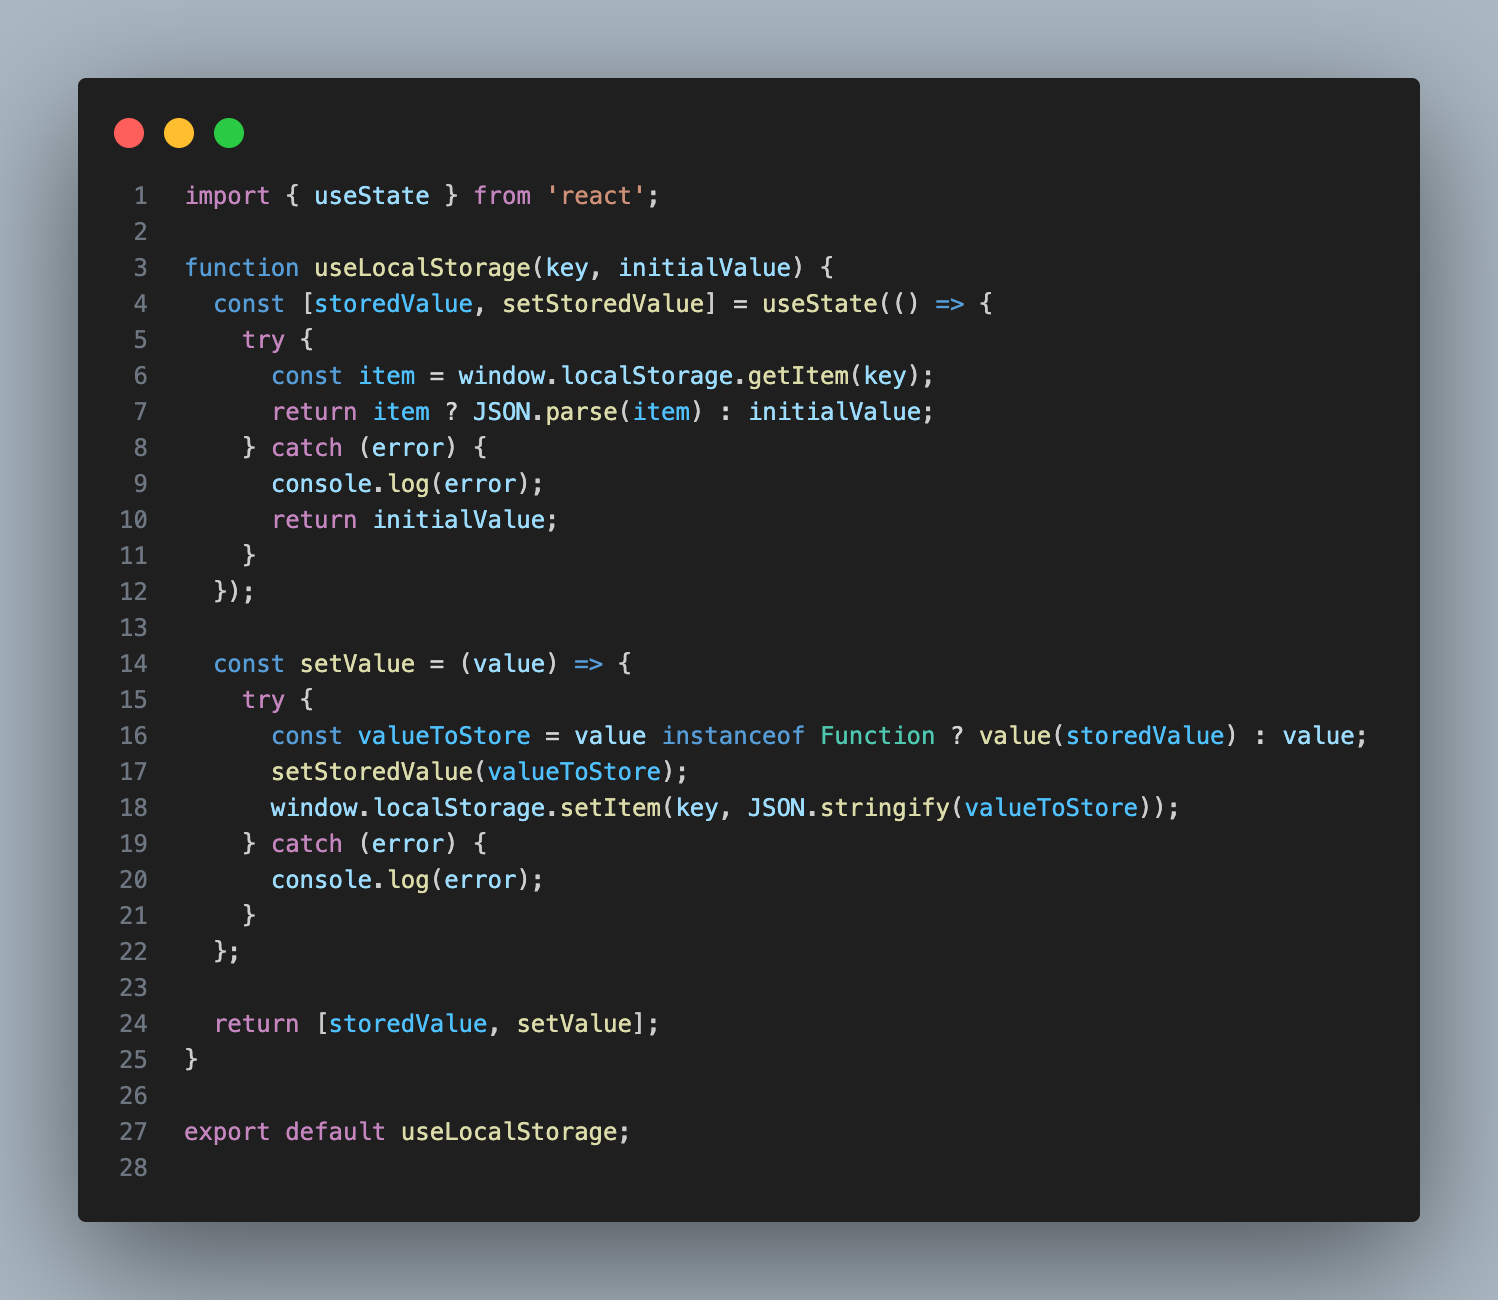 1 import { useState } from 'react';
2
3 function useLocalStorage(key, initialValue) {
4   const [storedValue, setStoredValue] = useState(() => {
5     try {
6       const item = window.localStorage.getItem(key);
7       return item ? JSON.parse(item) : initialValue;
8     } catch (error) {
9       console.log(error);
10       return initialValue;
11     }
12   });
13
14   const setValue = (value) => {
15     try {
16       const valueToStore = value instanceof Function ? value(storedValue) : value;
17       setStoredValue(valueToStore);
18       window.localStorage.setItem(key, JSON.stringify(valueToStore));
19     } catch (error) {
20       console.log(error);
21     }
22   };
23
24   return [storedValue, setValue];
25 }
26
27 export default useLocalStorage;
28